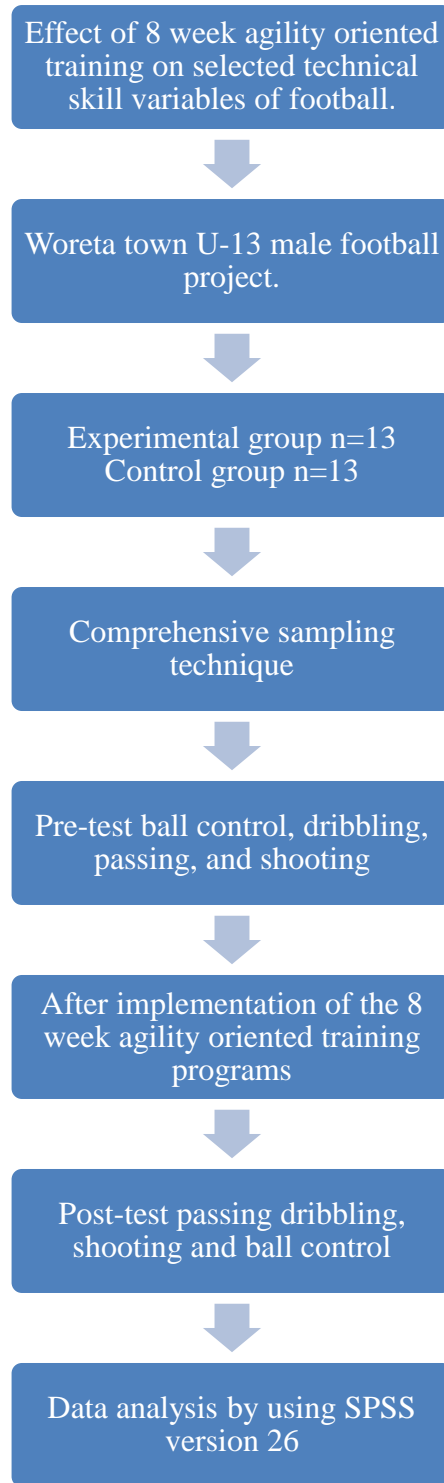 Effect of 8 week agility oriented
training on selected technical
skill variables of football.
Woreta town U-13 male football
project.
Experimental group n=13
Control group n=13
Comprehensive sampling
technique
Pre-test ball control, dribbling,
passing, and shooting
After implementation of the 8
week agility oriented training
programs
Post-test passing dribbling,
shooting and ball control
Data analysis by using SPSS
version 26